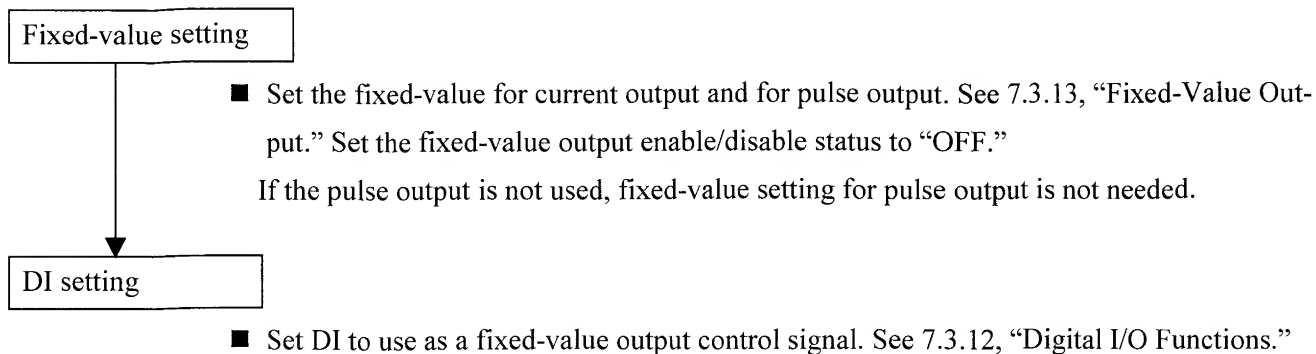 Fixed-value setting
■ Set the fixed-value for current output and for pulse output. See 7.3.13, “Fixed-Value Out-
put.” Set the fixed-value output enable/disable status to “OFF.”
If the pulse output is not used, fixed-value setting for pulse output is not needed.
DI setting
■ Set DI to use as a fixed-value output control signal. See 7.3.12, “Digital I/O Functions.”